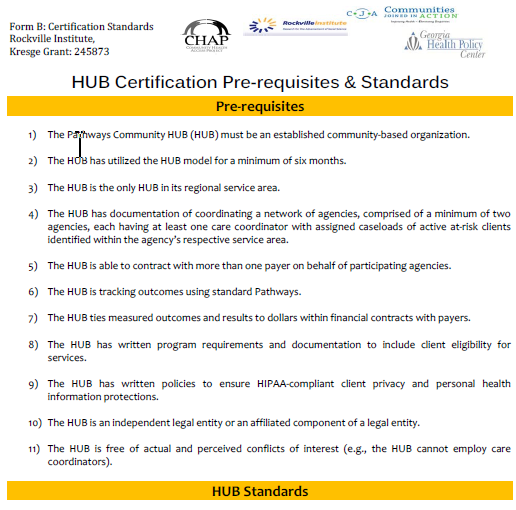 Form B: Certification Standards
Rockville Institute,
Kresge Grant: 245873
CHAP
COMMUNITY HEALTH
ACCESS PROJECT
Rockville Institute
CJA Communities
JOINED IN ACTION
Georgia
Health Policy
Center
HUB Certification Pre-requisites & Standards
Pre-requisites
1) The Pathways Community HUB (HUB) must be an established community-based organization.
2) The HUB has utilized the HUB model for a minimum of six months.
3) The HUB is the only HUB in its regional service area.
4) The HUB has documentation of coordinating a network of agencies, comprised of a minimum of two
agencies, each having at least one care coordinator with assigned caseloads of active at-risk clients
identified within the agency's respective service area.
5) The HUB is able to contract with more than one payer on behalf of participating agencies.
6) The HUB is tracking outcomes using standard Pathways.
7) The HUB ties measured outcomes and results to dollars within financial contracts with payers.
8) The HUB has written program requirements and documentation to include client eligibility for
services.
9) The HUB has written policies to ensure HIPAA-compliant client privacy and personal health
information protections.
10) The HUB is an independent legal entity or an affiliated component of a legal entity.
11) The HUB is free of actual and perceived conflicts of interest (e.g., the HUB cannot employ care
coordinators).
HUB Standards